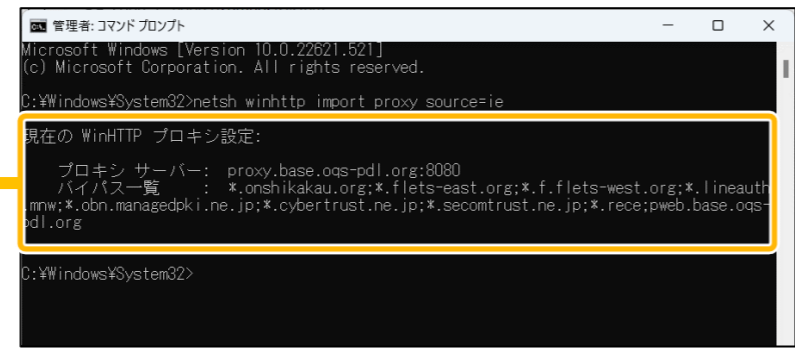 管理者: コマンド プロンプト
Microsoft Windows [Version 10.0.22621.521]
(c) Microsoft Corporation. All rights reserved.
C:¥Windows¥System32>netsh winhttp import proxy source=ie
現在の WinHTTP プロキシ設定:
プロキシ サーバー: proxy.base.oqs-pdl.org:8080
バイパス一覧 : *.onshikakau.org;*.flets-east.org;*.f.flets-west.org;*.lineauth
.mnw;*.obn.managedpki.ne.jp;*.cybertrust.ne.jp;*.secomtrust.ne.jp;*.rece;pweb.base.oqs-
pdl.org
C:¥Windows¥System32>